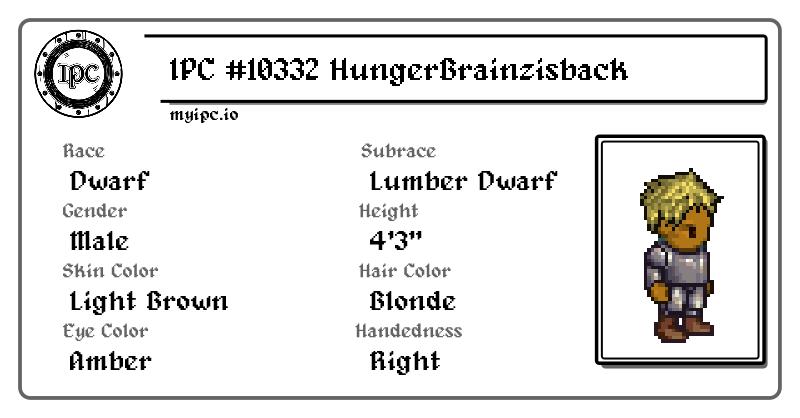 IPC
1PC #10332 HungerBrainzisback
myipc.io
Race
Dwarf
Subrace
Lumber Dwarf
Gender
Male
Height
4'3"
Skin Color
Light Brown
Hair Color
Blonde
Eye Color
Amber
Handedness
Right